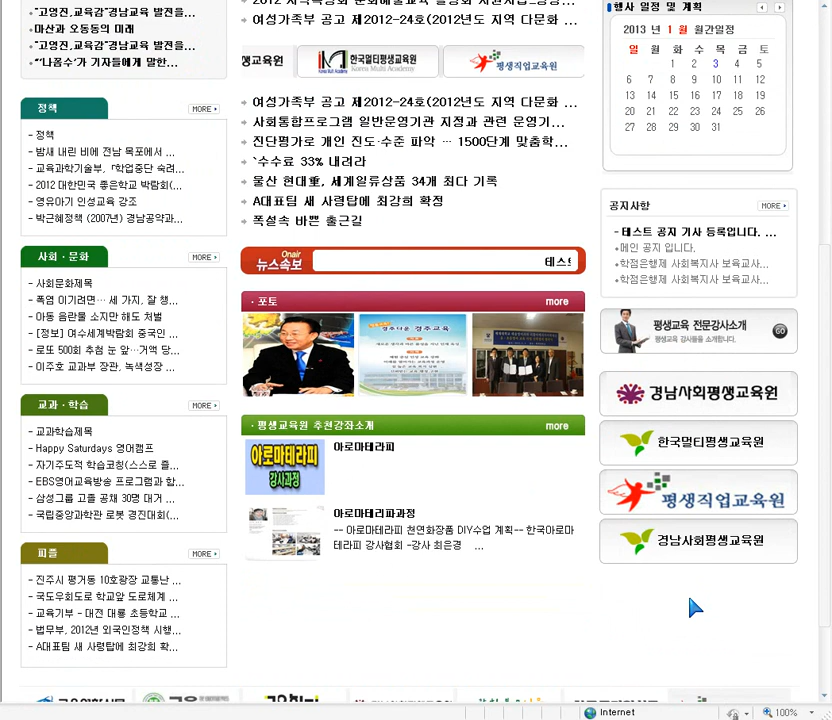 "고영진,교육감"경남교육 발전을...
마산과 오동동의 미래
"고영진,교육감"경남교육 발전을...
"'나꼼수'가 기자들에게 말한...
정책
MORE
- 정책
- 밤새 내린 비에 전남 목포에서 ...
- 교육과학기술부, 『학업중단 숙려...
- 2012 대한민국 좋은학교 박람회(...
- 영유아기 인성교육 강조
- 박근혜정책 (2007년) 경남공약과...
사회 · 문화
MORE
- 사회문화제목
- 폭염 이기려면… 세 가지, 잘 행...
- 아동 음란물 소지만 해도 처벌
- [정보] 여수세계박람회 중국인 ...
- 로또 500회 추첨 눈 앞…거액 당...
- 이주호 교과부 장관, 녹색성장 ...
교과 · 학습
MORE
- 교과학습제목
- Happy Saturdays 영어캠프
- 자기주도적 학습코칭(스스로 즐...
- EBS영어교육방송 프로그램과 함...
- 삼성그룹 고졸 공채 30명 대거 ...
- 국립중앙과학관 로봇 경진대회(...
피플
MORE
- 진주시 평거동 10호광장 교통난 ...
- 국도우회도로 학교앞 도로체계 ...
- 교육기부 - 대전 대룡 초등학교 ...
- 법무부, 2012년 외국인정책 시행...
- A대표팀 새 사령탑에 최강희 확...
여성가족부 공고 제2012-24호(2012년도 지역 다문화 ...
교육원
한국멀티평생교육원
Korea Multi Academy
평생직업교육원
여성가족부 공고 제2012-24호(2012년도 지역 다문화 관련 ...
사회통합프로그램 일반운영기관 지정과 관련 운영기...
진단평가로 개인 진도·수준 파악 … 1500단계 맞춤학...
`수수료 33% 내려라
울산 현대重, 세계일류상품 34개 최다 기록
A대표팀 새 사령탑에 최강희 확정
폭설속 바쁜 출근길
Onair
뉴스속보
테스트
· 포토
more
경주다운 경주교육
· 평생교육원 추천강좌소개
more
아로마테라피
강사과정
아로마테라피
아로마테리파과정
-- 아로마테라피 천연화장품 DIY수업 계획-- 한국아로마
테라피 강사협회 -강사 최은경 ...
행사 일정 및 계획
2013 년 1 월 월간일정
일 월 화 수 목 금 토
1 2 3 4 5
6 7 8 9 10 11 12
13 14 15 16 17 18 19
20 21 22 23 24 25 26
27 28 29 30 31
공지사항
MORE
- 테스트 공지 기사 등록입니다. ...
메인 공지 입니다.
학점은행제 사회복지사 보육교사...
학점은행제 사회복지사 보육교사...
평생교육 전문강사소개
평생교육 강사들을 소개합니다.
GO
경남사회평생교육원
한국멀티평생교육원
평생직업교육원
경남사회평생교육원
Internet
100%